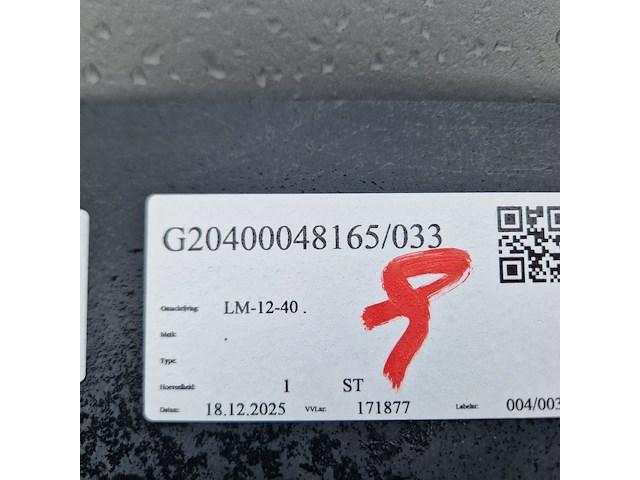 G20400048165/033
Omschrijving: LM-12-40 .
Merk: .
Type:
Hoeveelheid: 1 ST
Datum: 18.12.2025 VVLnr: 171877 Labelnr: 004/003